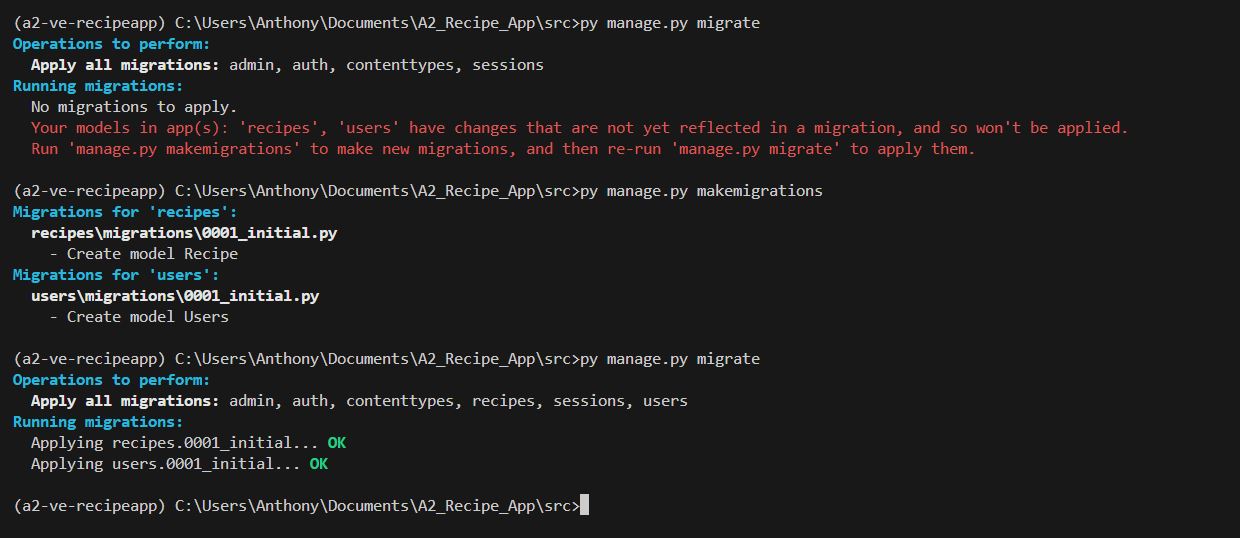 (a2-ve-recipeapp) C:\Users\Anthony\Documents\A2_Recipe_App\src>py manage.py migrate
Operations to perform:
  Apply all migrations: admin, auth, contenttypes, sessions
Running migrations:
  No migrations to apply.
  Your models in app(s): 'recipes', 'users' have changes that are not yet reflected in a migration, and so won't be applied.
  Run 'manage.py makemigrations' to make new migrations, and then re-run 'manage.py migrate' to apply them.
(a2-ve-recipeapp) C:\Users\Anthony\Documents\A2_Recipe_App\src>py manage.py makemigrations
Migrations for 'recipes':
  recipes\migrations\0001_initial.py
    - Create model Recipe
Migrations for 'users':
  users\migrations\0001_initial.py
    - Create model Users
(a2-ve-recipeapp) C:\Users\Anthony\Documents\A2_Recipe_App\src>py manage.py migrate
Operations to perform:
  Apply all migrations: admin, auth, contenttypes, recipes, sessions, users
Running migrations:
  Applying recipes.0001_initial... OK
  Applying users.0001_initial... OK
(a2-ve-recipeapp) C:\Users\Anthony\Documents\A2_Recipe_App\src>